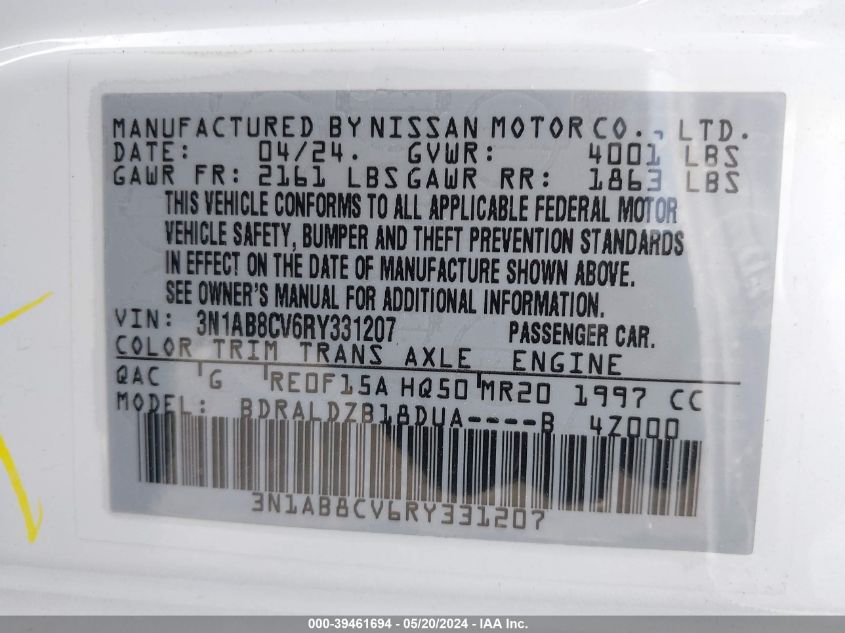 MANUFACTURED BY NISSAN MOTOR CO., LTD.
DATE: 04/24. GVWR: 4001 LBS
GAWR FR: 2161 LBS GAWR RR: 1863 LBS
THIS VEHICLE CONFORMS TO ALL APPLICABLE FEDERAL MOTOR
VEHICLE SAFETY, BUMPER AND THEFT PREVENTION STANDARDS
IN EFFECT ON THE DATE OF MANUFACTURE SHOWN ABOVE.
SEE OWNER'S MANUAL FOR ADDITIONAL INFORMATION.
VIN: 3N1AB8CV6RY331207 PASSENGER CAR.
COLOR TRIM TRANS AXLE ENGINE
QAC G RE0F15A HQ50 MR20 1997 CC
MODEL: BDRALDZB18DUA----B 4Z000
3N1AB8CV6RY331207
000-39461694 - 05/20/2024 - IAA Inc.